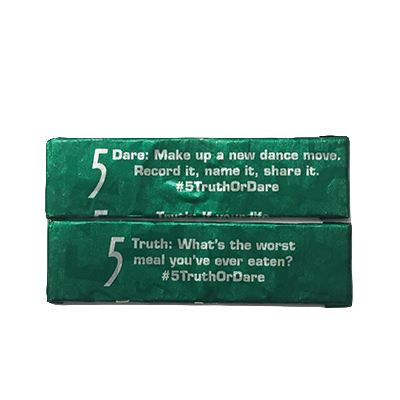 5
Dare: Make up a new dance move.
Record it, name it, share it.
#5TruthOrDare
5
Truth: What's the worst
meal you've ever eaten?
#5TruthOrDare